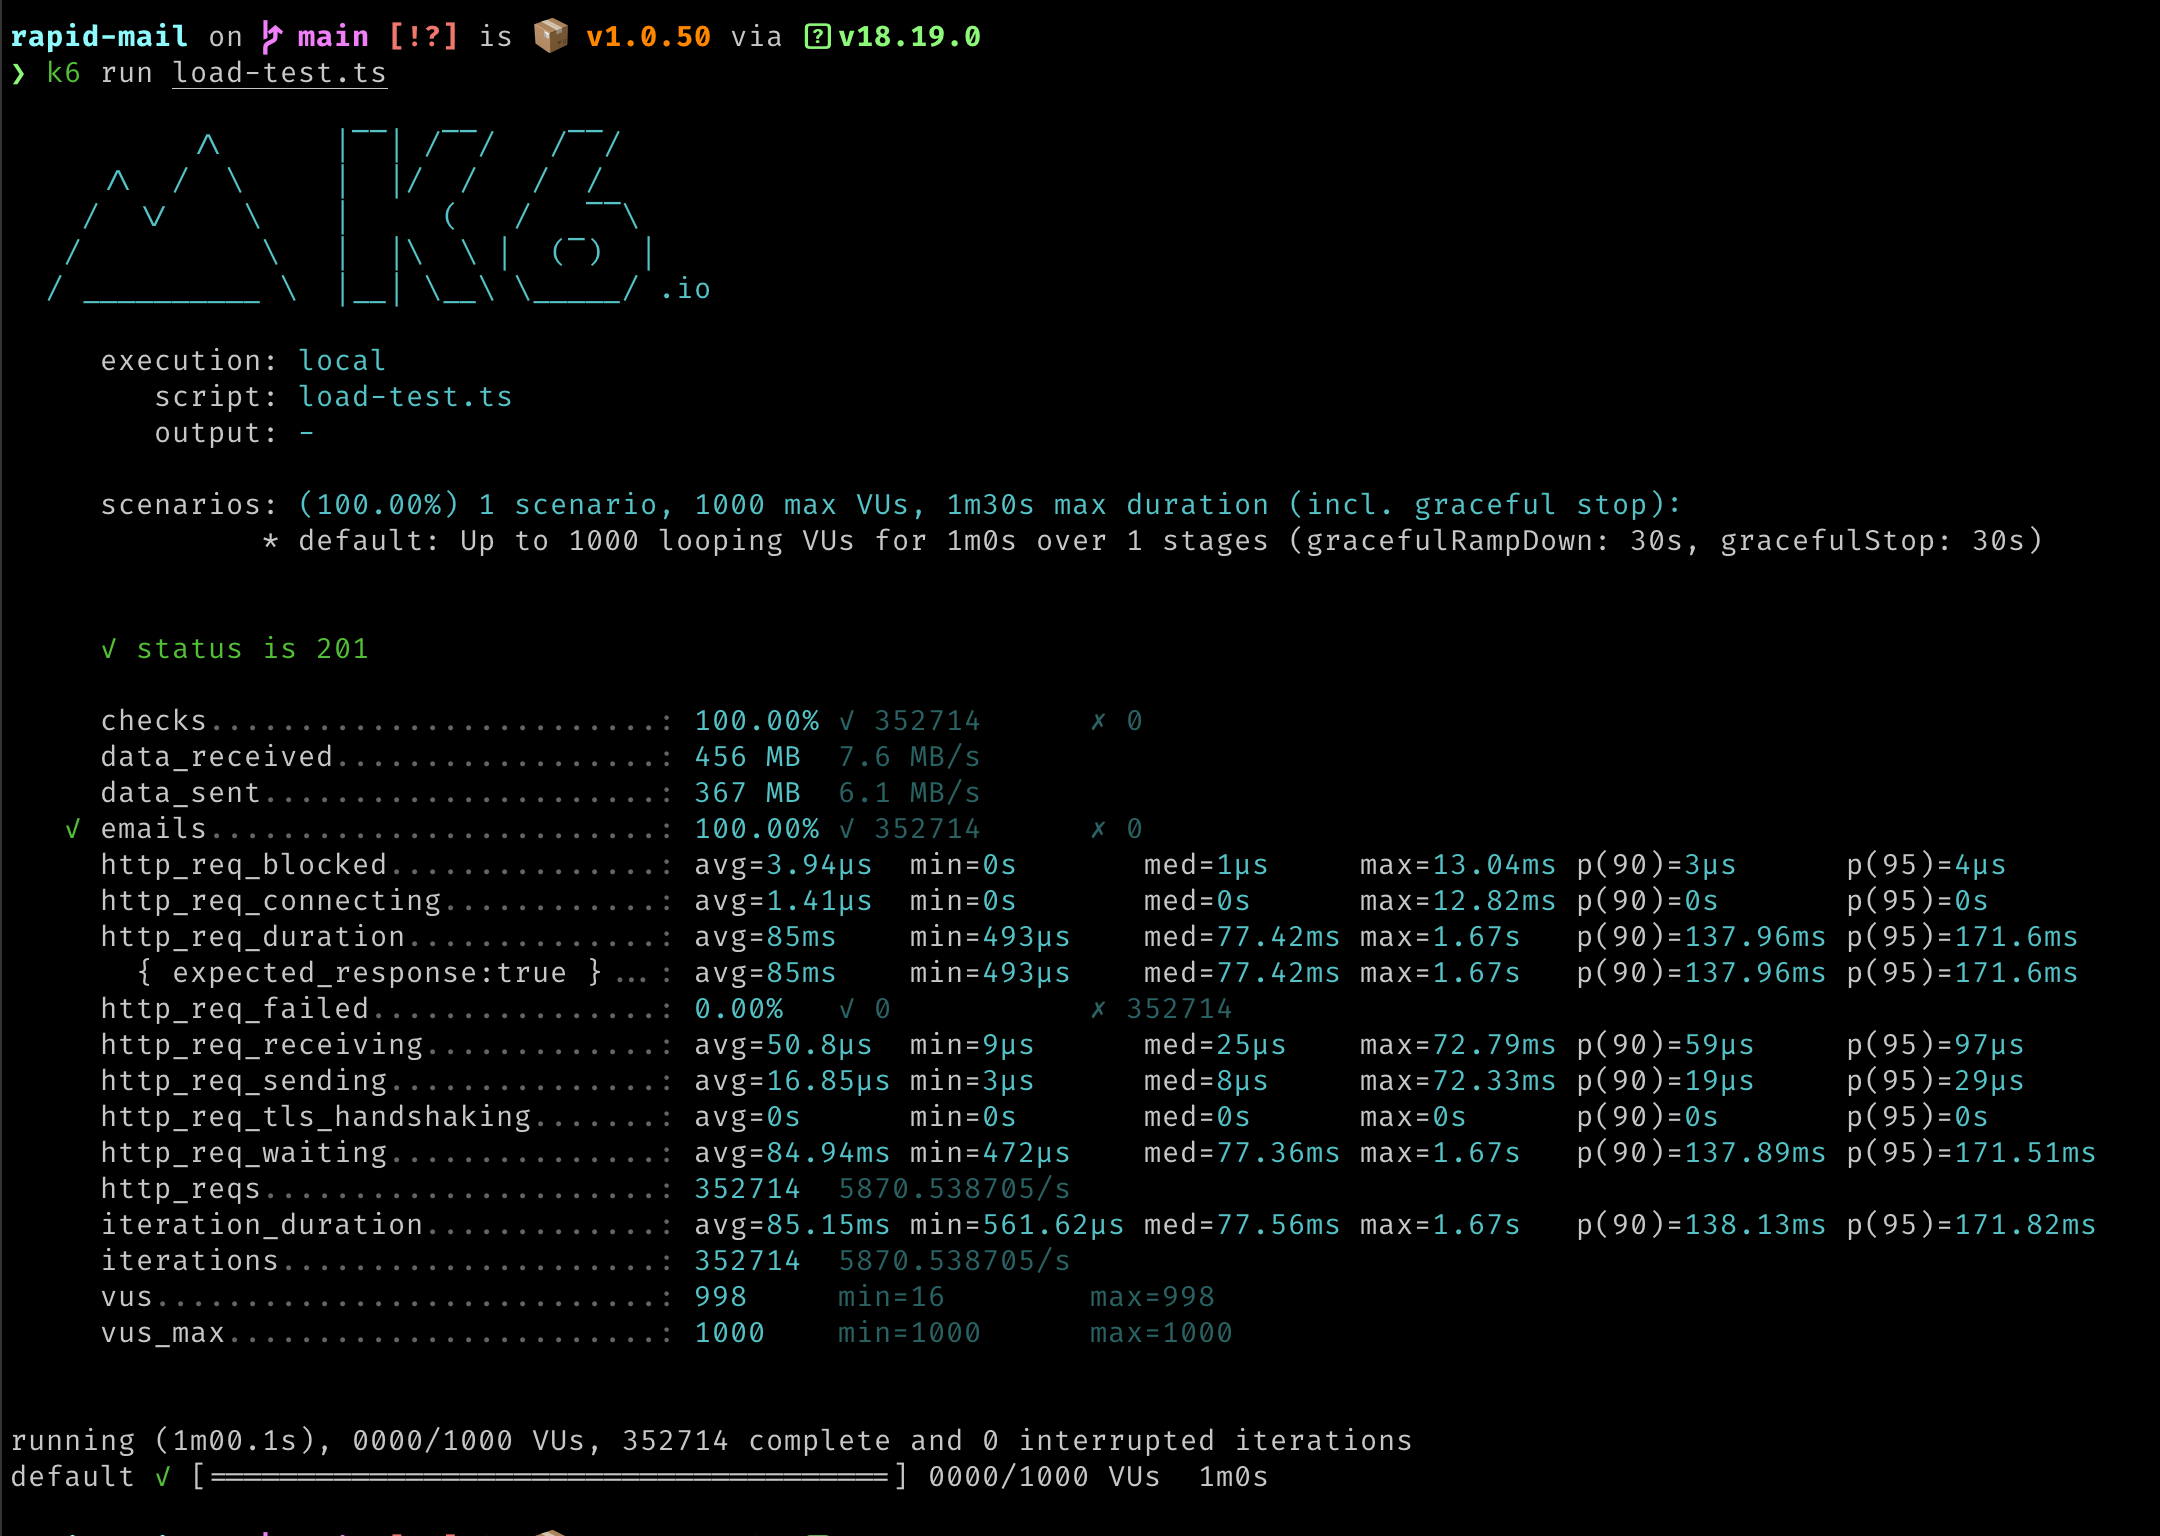 rapid-mail on main [!?] is 📦 v1.0.50 via v18.19.0
❯ k6 run load-test.ts
          /\      |‾‾| /‾‾/   /‾‾/
     /\  /  \     |  |/  /   /  /
    /  \/    \    |     (   /   ‾‾\
   /          \   |  |\  \ |  (‾)  |
  / __________ \  |__| \__\ \_____/ .io
execution: local
script: load-test.ts
output: -
scenarios: (100.00%) 1 scenario, 1000 max VUs, 1m30s max duration (incl. graceful stop):
* default: Up to 1000 looping VUs for 1m0s over 1 stages (gracefulRampDown: 30s, gracefulStop: 30s)
✓ status is 201
checks.........................: 100.00% ✓ 352714 ✗ 0
data_received..................: 456 MB 7.6 MB/s
data_sent......................: 367 MB 6.1 MB/s
✓ emails.........................: 100.00% ✓ 352714 ✗ 0
http_req_blocked...............: avg=3.94µs min=0s med=1µs max=13.04ms p(90)=3µs p(95)=4µs
http_req_connecting............: avg=1.41µs min=0s med=0s max=12.82ms p(90)=0s p(95)=0s
http_req_duration..............: avg=85ms min=493µs med=77.42ms max=1.67s p(90)=137.96ms p(95)=171.6ms
{ expected_response:true }...: avg=85ms min=493µs med=77.42ms max=1.67s p(90)=137.96ms p(95)=171.6ms
http_req_failed................: 0.00% ✓ 0 ✗ 352714
http_req_receiving.............: avg=50.8µs min=9µs med=25µs max=72.79ms p(90)=59µs p(95)=97µs
http_req_sending...............: avg=16.85µs min=3µs med=8µs max=72.33ms p(90)=19µs p(95)=29µs
http_req_tls_handshaking.......: avg=0s min=0s med=0s max=0s p(90)=0s p(95)=0s
http_req_waiting...............: avg=84.94ms min=472µs med=77.36ms max=1.67s p(90)=137.89ms p(95)=171.51ms
http_reqs......................: 352714 5870.538705/s
iteration_duration.............: avg=85.15ms min=561.62µs med=77.56ms max=1.67s p(90)=138.13ms p(95)=171.82ms
iterations.....................: 352714 5870.538705/s
vus............................: 998 min=16 max=998
vus_max........................: 1000 min=1000 max=1000
running (1m00.1s), 0000/1000 VUs, 352714 complete and 0 interrupted iterations
default ✓ [======================================] 0000/1000 VUs 1m0s